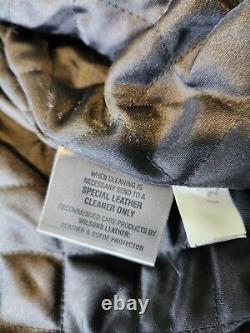 WHEN CLEANING IS
NECESSARY SEND TO A
SPECIAL LEATHER
CLEANER ONLY
RECOMMENDED CARE PRODUCTS BY
WILSONS LEATHER:
LEATHER & SUEDE PROTECTOR
ebay